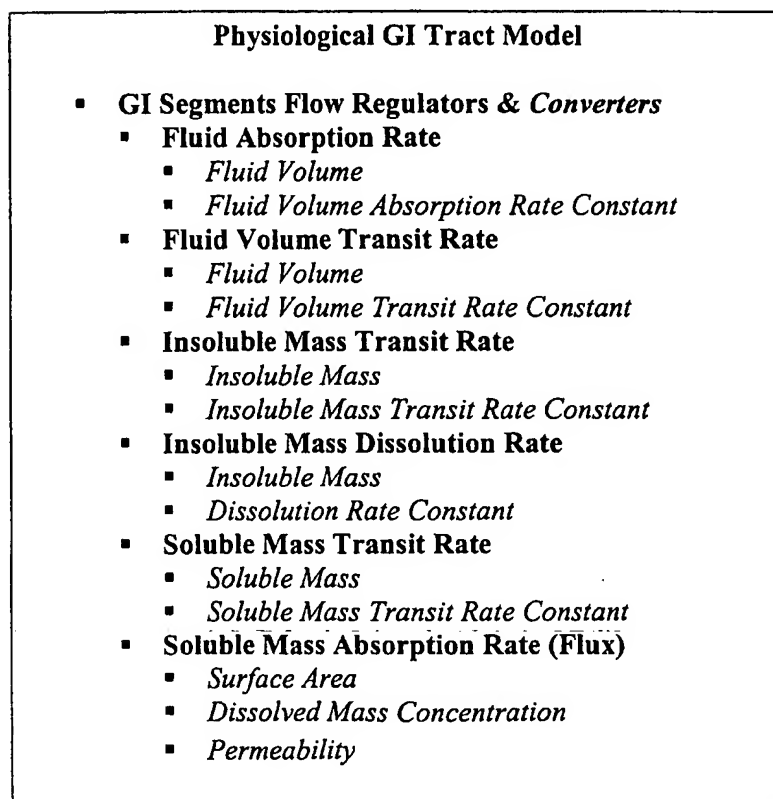 Physiological GI Tract Model
▪ GI Segments Flow Regulators & Converters
▪ Fluid Absorption Rate
▪ Fluid Volume
▪ Fluid Volume Absorption Rate Constant
▪ Fluid Volume Transit Rate
▪ Fluid Volume
▪ Fluid Volume Transit Rate Constant
▪ Insoluble Mass Transit Rate
▪ Insoluble Mass
▪ Insoluble Mass Transit Rate Constant
▪ Insoluble Mass Dissolution Rate
▪ Insoluble Mass
▪ Dissolution Rate Constant
▪ Soluble Mass Transit Rate
▪ Soluble Mass
▪ Soluble Mass Transit Rate Constant
▪ Soluble Mass Absorption Rate (Flux)
▪ Surface Area
▪ Dissolved Mass Concentration
▪ Permeability